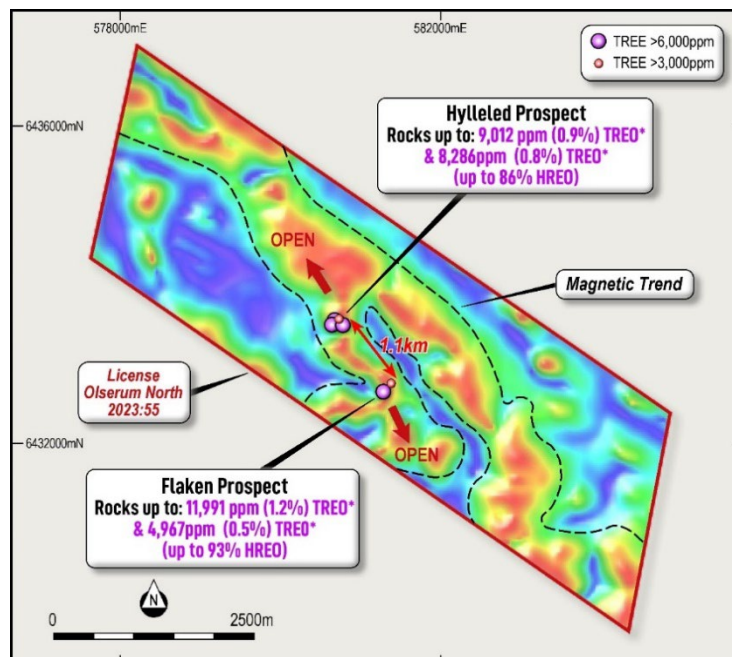 578000mE
582000mE
TREE >6,000ppm
TREE >3,000ppm
6436000mN
Hylleled Prospect
Rocks up to: 9,012 ppm (0.9%) TREO*
& 8,286ppm (0.8%) TREO*
(up to 86% HREO)
OPEN
Magnetic Trend
1.1km
License
Olserum North
2023:55
6432000mN
OPEN
Flaken Prospect
Rocks up to: 11,991 ppm (1.2%) TREO*
& 4,967ppm (0.5%) TREO*
(up to 93% HREO)
N
0
2500m